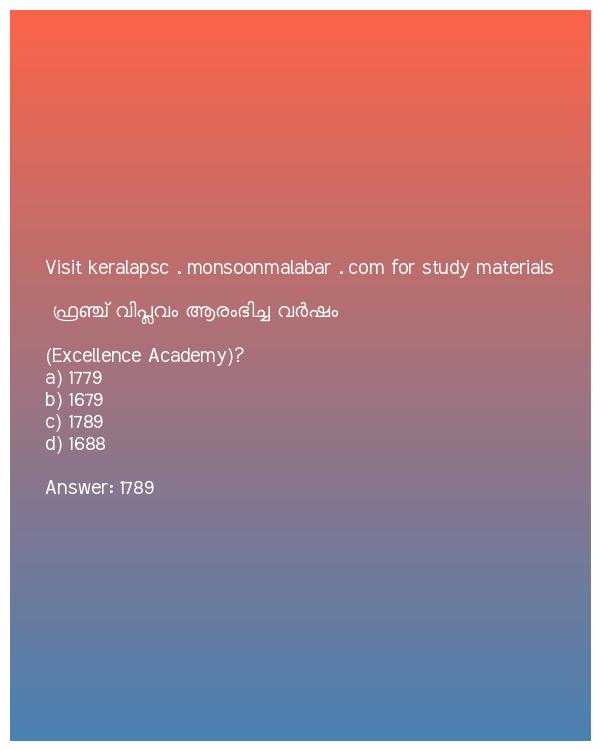 Visit keralapsc . monsoonmalabar . com for study materials
ഫ്രഞ്ച് വിപ്ലവം ആരംഭിച്ച വർഷം
(Excellence Academy)?
a) 1779
b) 1679
c) 1789
d) 1688
Answer: 1789